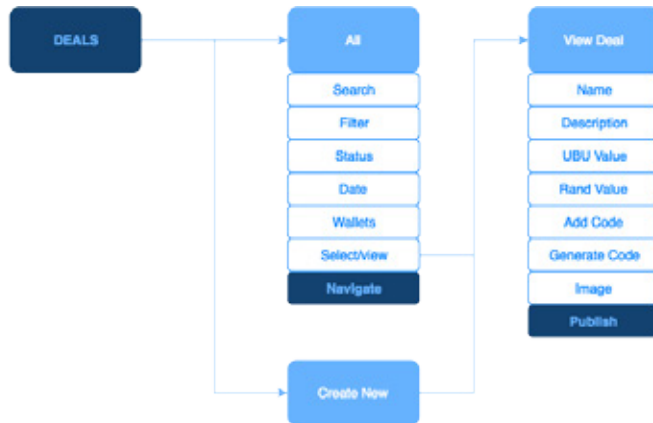 DEALS
All
Search
Filter
Status
Date
Wallets
Select/view
Navigate
Create New
View Deal
Name
Description
UBU Value
Rand Value
Add Code
Generate Code
Image
Publish